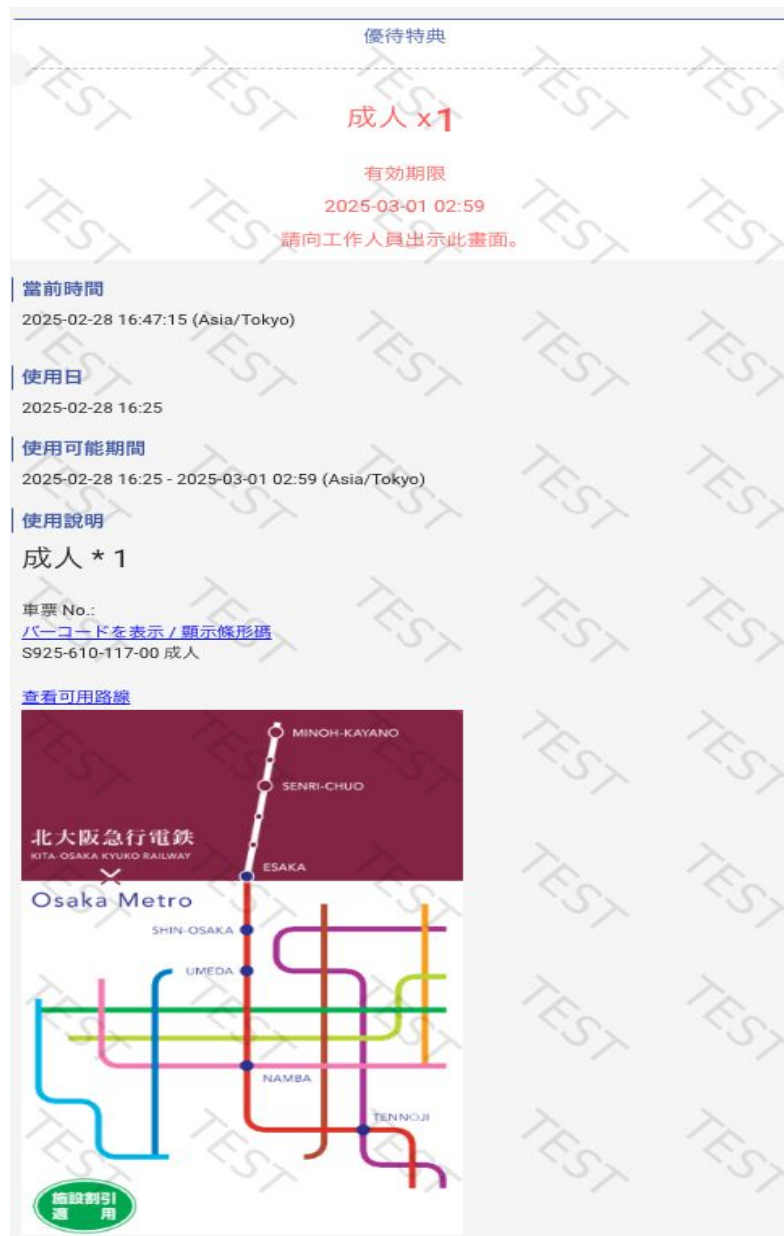 優待特典
成人 x1
有効期限
2025-03-01 02:59
請向工作人員出示此畫面。
當前時間
2025-02-28 16:47:15 (Asia/Tokyo)
使用日
2025-02-28 16:25
使用可能期間
2025-02-28 16:25 - 2025-03-01 02:59 (Asia/Tokyo)
使用說明
成人 * 1
車票 No.:
バーコードを表示 / 顯示條形碼
S925-610-117-00 成人
查看可用路線
MINOH-KAYANO
SENRI-CHUO
北大阪急行電鉄
KITA-OSAKA KYUKO RAILWAY
ESAKA
Osaka Metro
SHIN-OSAKA
UMEDA
NAMBA
TENNOJI
施設割引
適 用
TEST